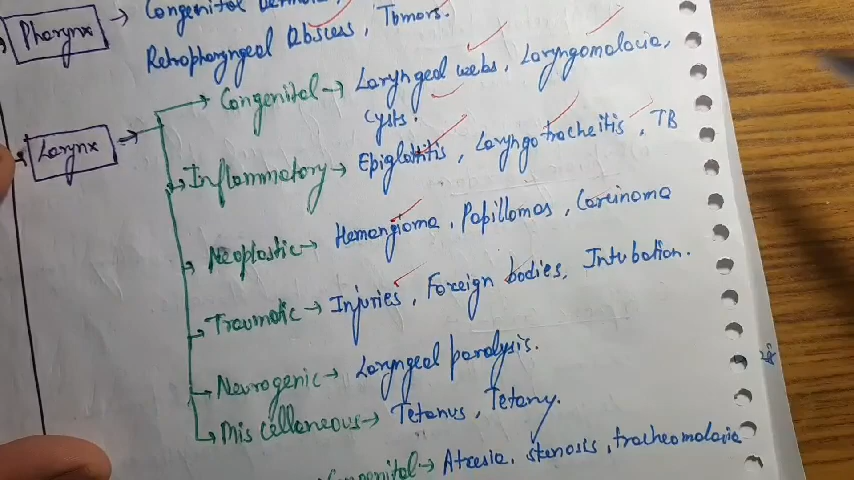 Pharynx → Congenital
Retropharyngeal Abscess, Tumors.
Larynx → Congenital → Laryngeal webs, Laryngomalacia,
Cysts.
Inflammatory → Epiglottitis, Laryngotracheitis, TB
Neoplastic → Hemangioma, Papillomas, Carcinoma
Traumatic → Injuries, Foreign bodies, Intubation.
Neurogenic → Laryngeal paralysis.
Miscellaneous → Tetanus, Tetany.
Congenital → Atresia, stenosis, tracheomalacia